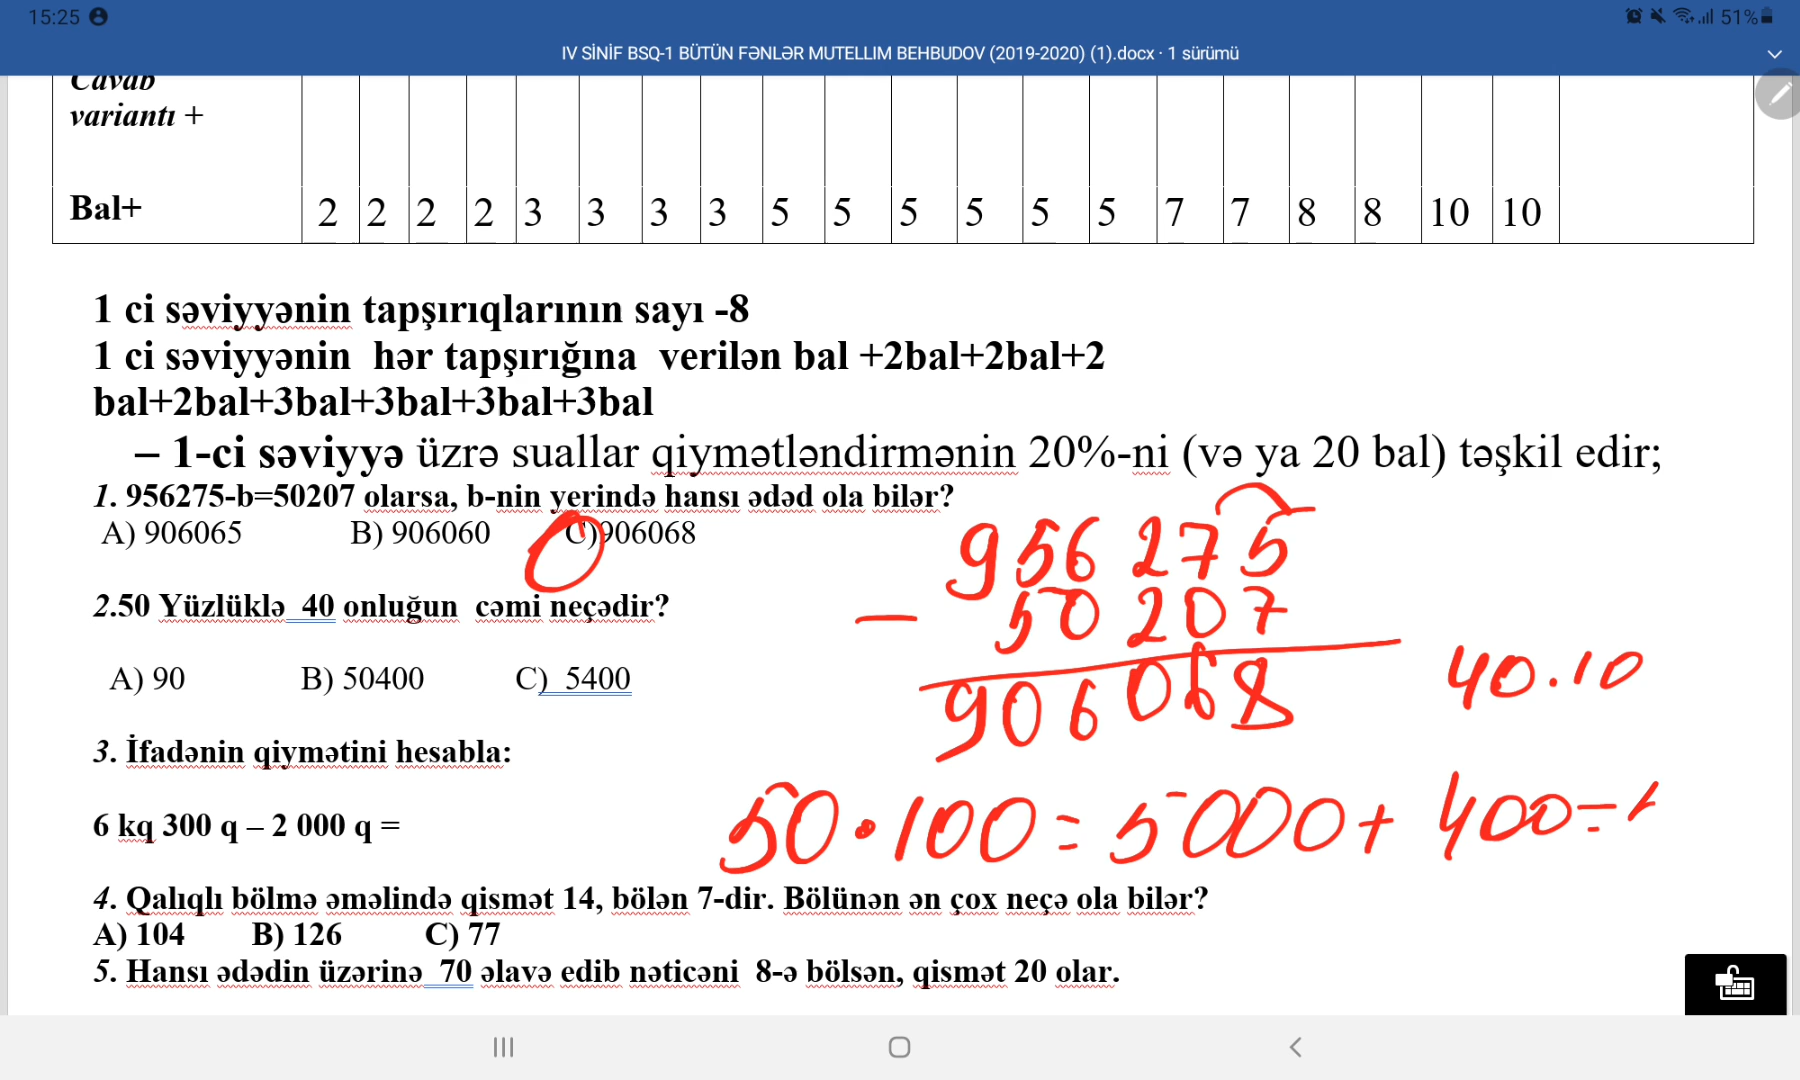 15:25
51%
IV SİNİF BSQ-1 BÜTÜN FƏNLƏR MUTELLIM BEHBUDOV (2019-2020) (1).docx · 1 sürümü
Cavab
variantı +
Bal+ 2 2 2 2 3 3 3 3 5 5 5 5 5 5 7 7 8 8 10 10
1 ci səviyyənin tapşırıqlarının sayı -8
1 ci səviyyənin hər tapşırığına verilən bal +2bal+2bal+2
bal+2bal+3bal+3bal+3bal+3bal
– 1-ci səviyyə üzrə suallar qiymətləndirmənin 20%-ni (və ya 20 bal) təşkil edir;
1. 956275-b=50207 olarsa, b-nin yerində hansı ədəd ola bilər?
A) 906065 B) 906060 C)906068
956 275
– 50 207
906 068
2.50 Yüzlüklə 40 onluğun cəmi neçədir?
40.10
A) 90 B) 50400 C) 5400
3. İfadənin qiymətini hesabla:
50·100=5000+400=
6 kq 300 q – 2 000 q =
4. Qalıqlı bölmə əməlində qismət 14, bölən 7-dir. Bölünən ən çox neçə ola bilər?
A) 104 B) 126 C) 77
5. Hansı ədədin üzərinə 70 əlavə edib nəticəni 8-ə bölsən, qismət 20 olar.